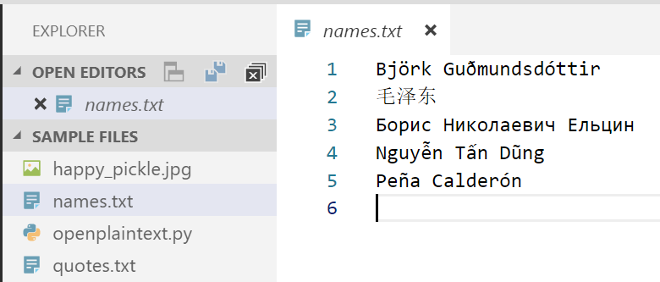 EXPLORER
OPEN EDITORS
names.txt
SAMPLE FILES
happy_pickle.jpg
names.txt
openplaintext.py
quotes.txt
names.txt
1 Björk Guðmundsdóttir
2 毛泽东
3 Борис Николаевич Ельцин
4 Nguyễn Tấn Dũng
5 Peña Calderón
6